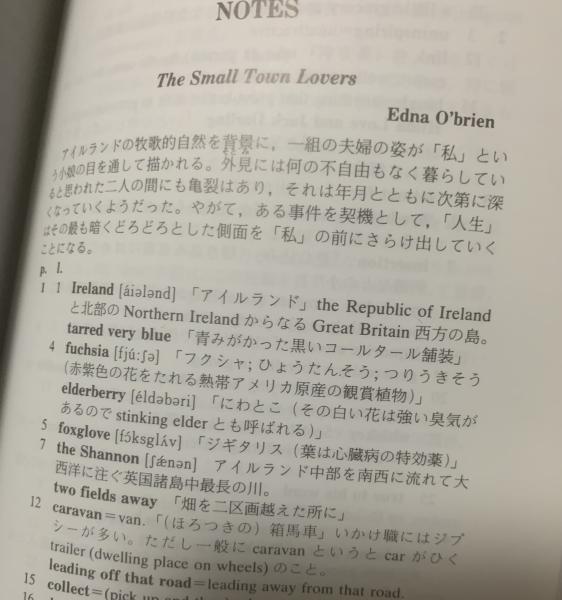 NOTES
The Small Town Lovers
Edna O'brien
アイルランドの牧歌的自然を背景に，一組の夫婦の姿が「私」とい
う小娘の目を通して描かれる。外見には何の不自由もなく暮らしてい
ると思われた二人の間にも亀裂はあり，それは年月とともに次第に深
くなっていくようだった。やがて，ある事件を契機として，「人生」
はその最も暗くどろどろとした側面を「私」の前にさらけ出していく
ことになる。
p. l.
1 1 Ireland [áiələnd] 「アイルランド」the Republic of Ireland
と北部の Northern Ireland からなる Great Britain 西方の島。
tarred very blue 「青みがかった黒いコールタール舗装」
4 fuchsia [fjú:ʃə] 「フクシャ; ひょうたんそう; つりうきそう
(赤紫色の花をたれる熱帯アメリカ原産の観賞植物)」
elderberry [éldəbəri] 「にわとこ（その白い花は強い臭気が
あるので stinking elder とも呼ばれる)」
5 foxglove [fɔ́ksglʌ̀v] 「ジギタリス（葉は心臓病の特効薬)」
7 the Shannon [ʃǽnən] アイルランド中部を南西に流れて大
西洋に注ぐ英国諸島中最長の川。
two fields away 「畑を二区画越えた所に」
12 caravan＝van.「(ほろつきの）箱馬車」いかけ職にはジプ
シーが多い。ただし一般に caravan というと car がひく
trailer (dwelling place on wheels) のこと。
leading off that road＝leading away from that road.
15 collect＝(pick up and
16